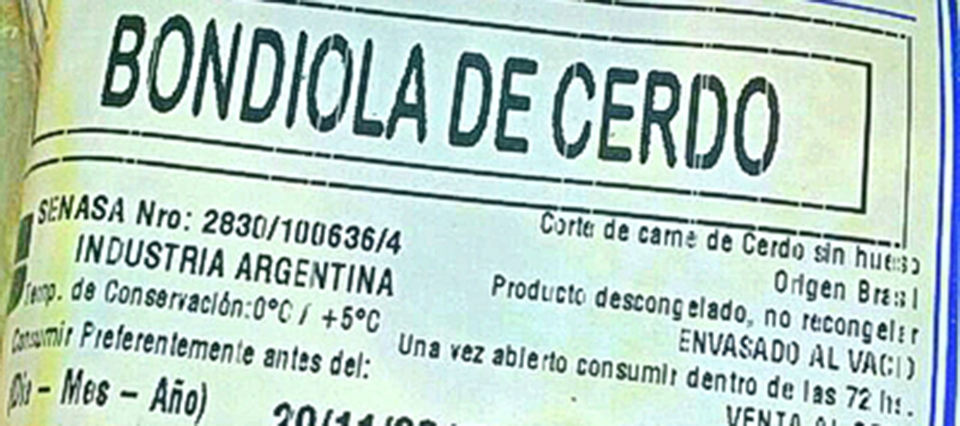 BONDIOLA DE CERDO
SENASA Nro: 2830/100636/4
INDUSTRIA ARGENTINA
Temp. de Conservación:0°C / +5°C
Consumir Preferentemente antes del:
(Día – Mes – Año)
Corte de carne de Cerdo sin hueso
Origen Brasil
Producto descongelado, no recongelar
ENVASADO AL VACIO
Una vez abierto consumir dentro de las 72 hs.
VENTA AL